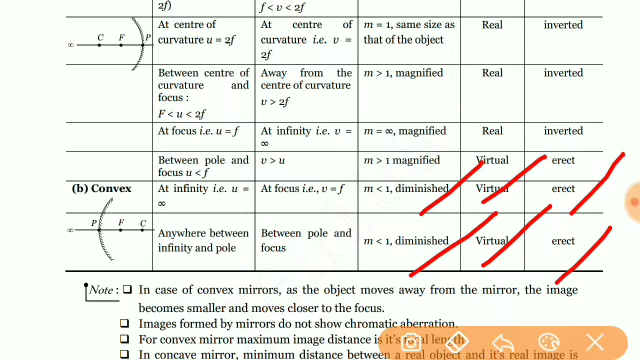 2f)
f < v < 2f
At centre of curvature u = 2f
At centre of curvature i.e. v = 2f
m = 1, same size as that of the object
Real
inverted
∞ C F P
Between centre of curvature and focus :
F < u < 2f
Away from the centre of curvature
v > 2f
m > 1, magnified
Real
inverted
At focus i.e. u = f
At infinity i.e. v = ∞
m = ∞, magnified
Real
inverted
Between pole and focus u < f
v > u
m > 1 magnified
Virtual
erect
(b) Convex
At infinity i.e. u = ∞
At focus i.e., v = f
m < 1, diminished
Virtual
erect
∞ P F C
Anywhere between infinity and pole
Between pole and focus
m < 1, diminished
Virtual
erect
Note : ❑ In case of convex mirrors, as the object moves away from the mirror, the image
becomes smaller and moves closer to the focus.
❑ Images formed by mirrors do not show chromatic aberration.
❑ For convex mirror maximum image distance is it's focal length.
❑ In concave mirror, minimum distance between a real object and it's real image is